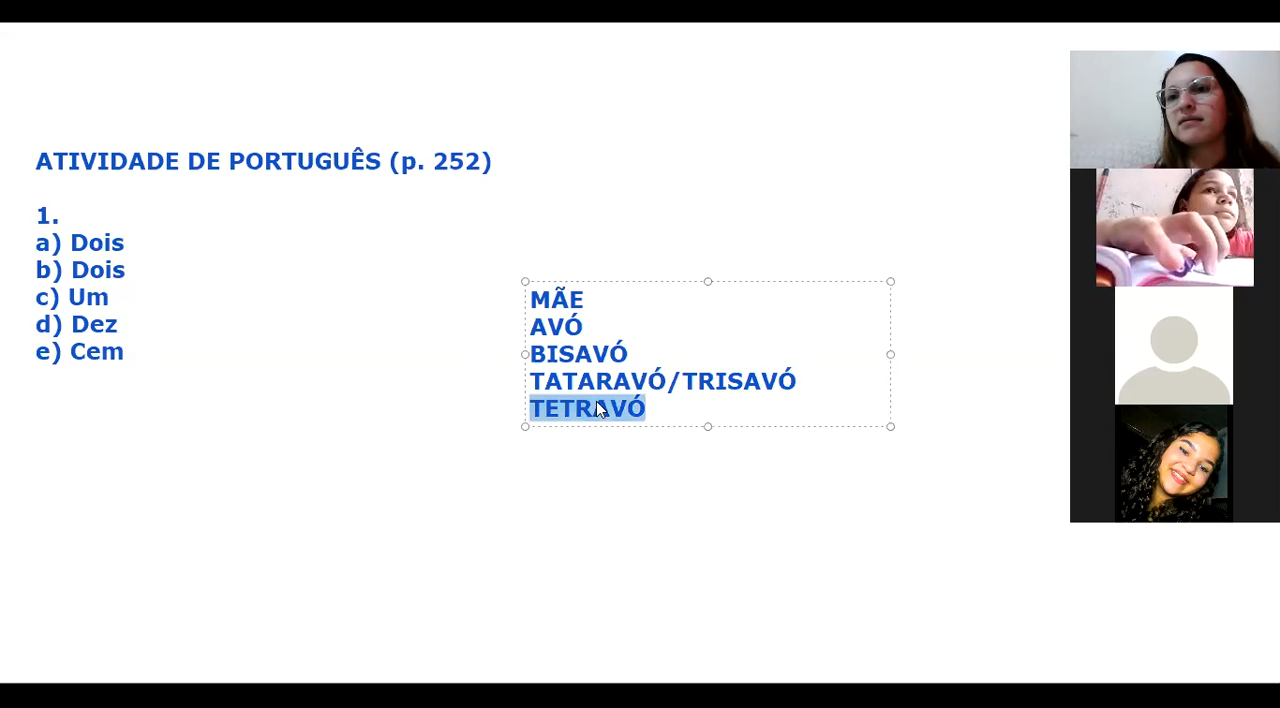 ATIVIDADE DE PORTUGUÊS (p. 252)
1.
a) Dois
b) Dois
c) Um
d) Dez
e) Cem
MÃE
AVÓ
BISAVÓ
TATARAVÓ/TRISAVÓ
TETRAVÓ